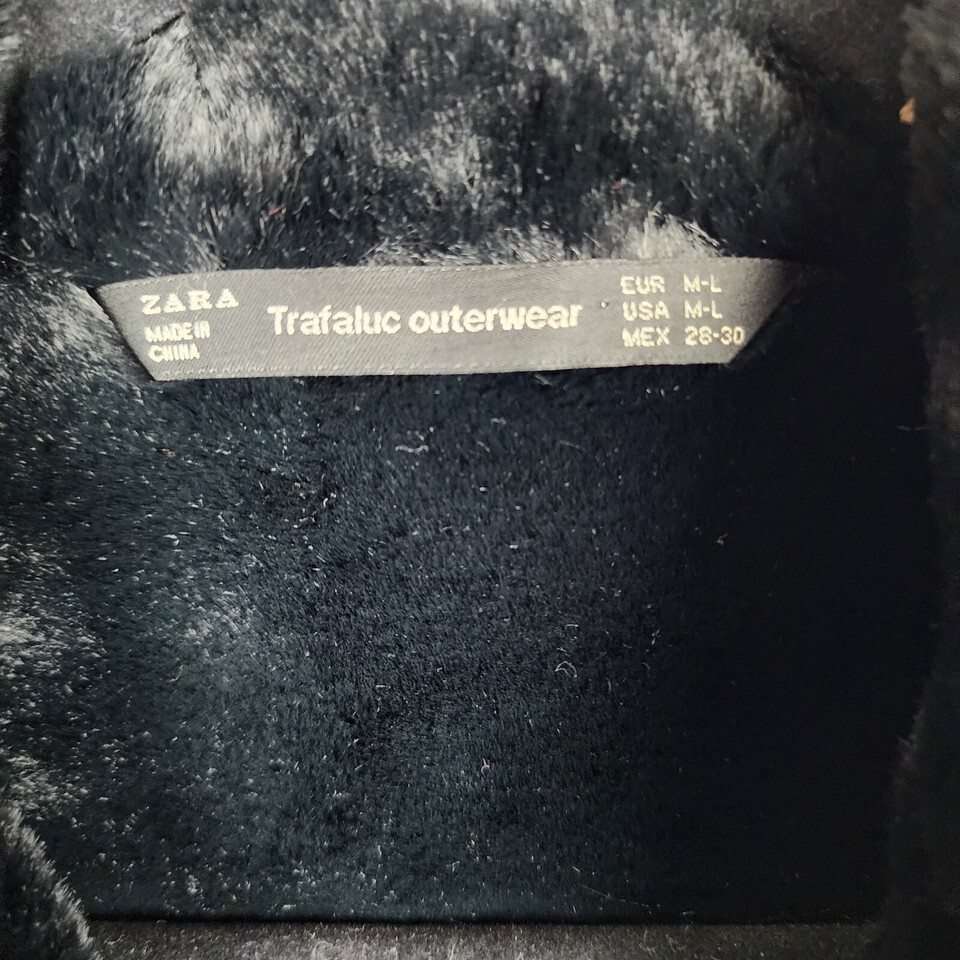 ZARA
MADE IN
CHINA
Trafaluc outerwear
EUR M-L
USA M-L
MEX 28-30